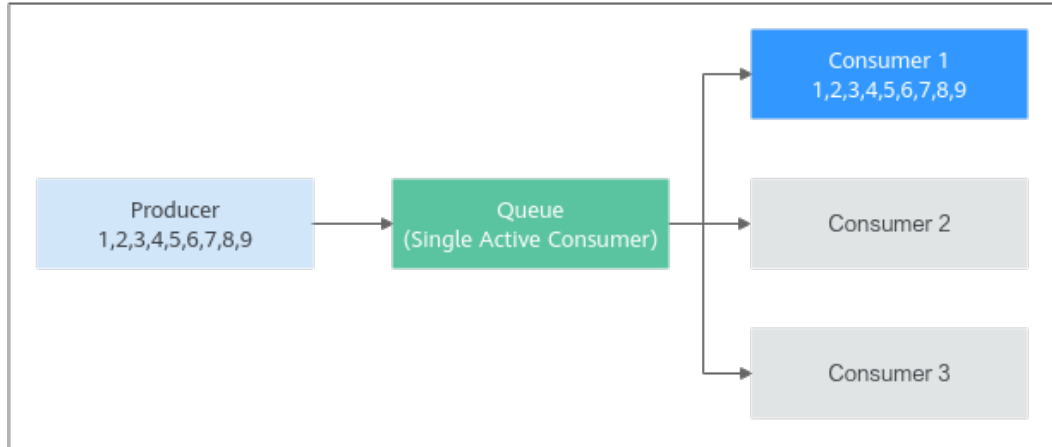 Producer
1,2,3,4,5,6,7,8,9
Queue
(Single Active Consumer)
Consumer 1
1,2,3,4,5,6,7,8,9
Consumer 2
Consumer 3